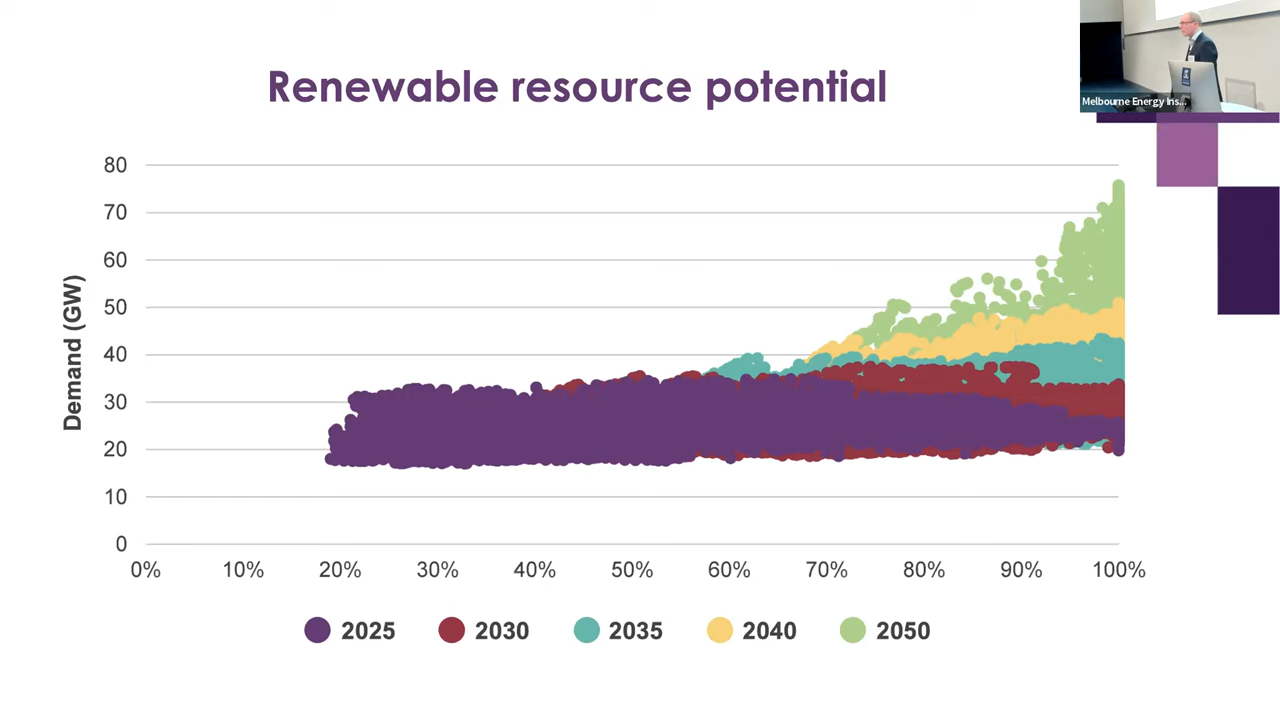 Renewable resource potential
Melbourne Energy Ins...
80
70
60
50
40
30
20
10
0
Demand (GW)
0% 10% 20% 30% 40% 50% 60% 70% 80% 90% 100%
2025 2030 2035 2040 2050